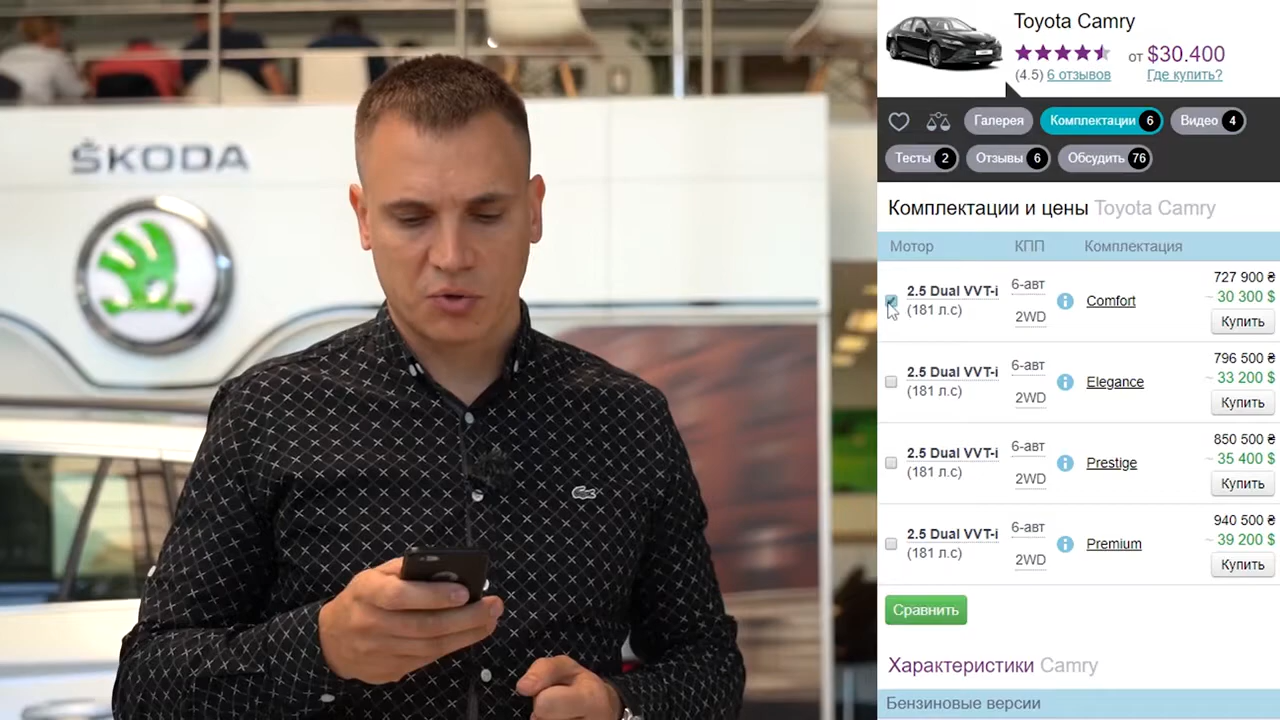 ŠKODA
Toyota Camry
от $30.400
(4.5) 6 отзывов
Где купить?
Галерея
Комплектации 6
Видео 4
Тесты 2
Отзывы 6
Обсудить 76
Комплектации и цены Toyota Camry
Мотор КПП Комплектация
2.5 Dual VVT-i
(181 л.с)
6-авт
2WD
Comfort
727 900 ₴
~ 30 300 $
Купить
2.5 Dual VVT-i
(181 л.с)
6-авт
2WD
Elegance
796 500 ₴
~ 33 200 $
Купить
2.5 Dual VVT-i
(181 л.с)
6-авт
2WD
Prestige
850 500 ₴
~ 35 400 $
Купить
2.5 Dual VVT-i
(181 л.с)
6-авт
2WD
Premium
940 500 ₴
~ 39 200 $
Купить
Сравнить
Характеристики Camry
Бензиновые версии